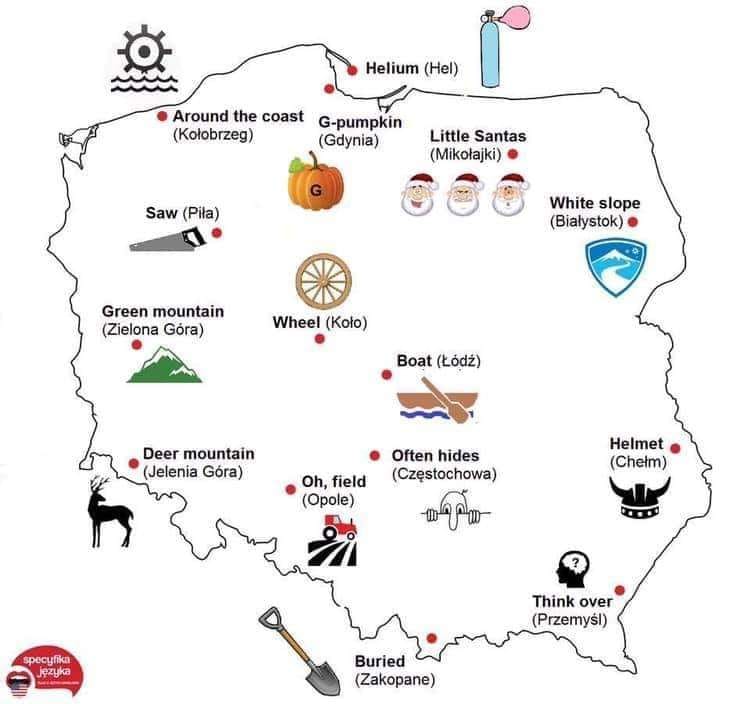 Helium (Hel)
Around the coast
(Kołobrzeg)
G-pumpkin
(Gdynia)
G
Little Santas
(Mikołajki)
Saw (Piła)
White slope
(Białystok)
Green mountain
(Zielona Góra)
Wheel (Koło)
Boat (Łódź)
Deer mountain
(Jelenia Góra)
Oh, field
(Opole)
Often hides
(Częstochowa)
Helmet
(Chełm)
?
Think over
(Przemyśl)
Buried
(Zakopane)
specyfika
języka